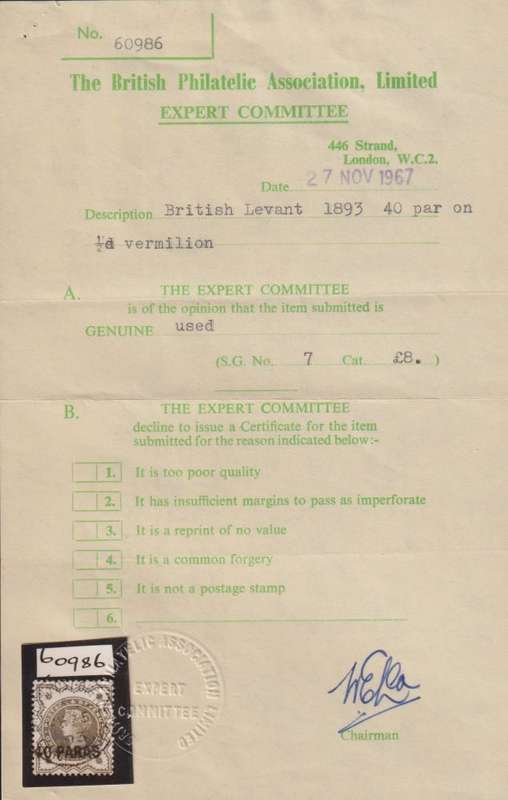 No. 60986
The British Philatelic Association, Limited
EXPERT COMMITTEE
446 Strand,
London, W.C.2.
Date 27 NOV 1967
Description British Levant 1893 40 par on
½d vermilion
A. THE EXPERT COMMITTEE
is of the opinion that the item submitted is
GENUINE used
(S.G. No. 7 Cat. £8. )
B. THE EXPERT COMMITTEE
decline to issue a Certificate for the item
submitted for the reason indicated below:-
1. It is too poor quality
2. It has insufficient margins to pass as imperforate
3. It is a reprint of no value
4. It is a common forgery
5. It is not a postage stamp
6.
60986
40 PARAS
PHILATELIC ASSOCIATION LIMITED
EXPERT
COMMITTEE
Chairman